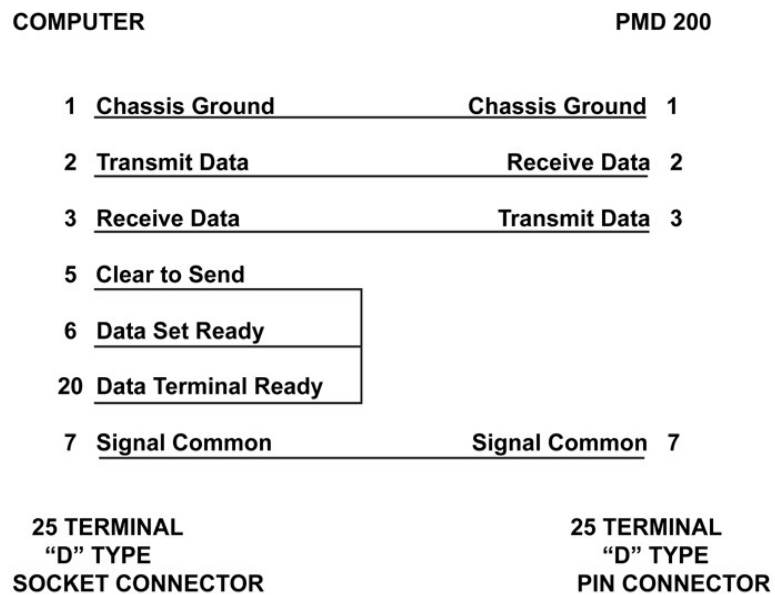 COMPUTER PMD 200
1 Chassis Ground Chassis Ground 1
2 Transmit Data Receive Data 2
3 Receive Data Transmit Data 3
5 Clear to Send
6 Data Set Ready
20 Data Terminal Ready
7 Signal Common Signal Common 7
25 TERMINAL 25 TERMINAL
“D” TYPE “D” TYPE
SOCKET CONNECTOR PIN CONNECTOR